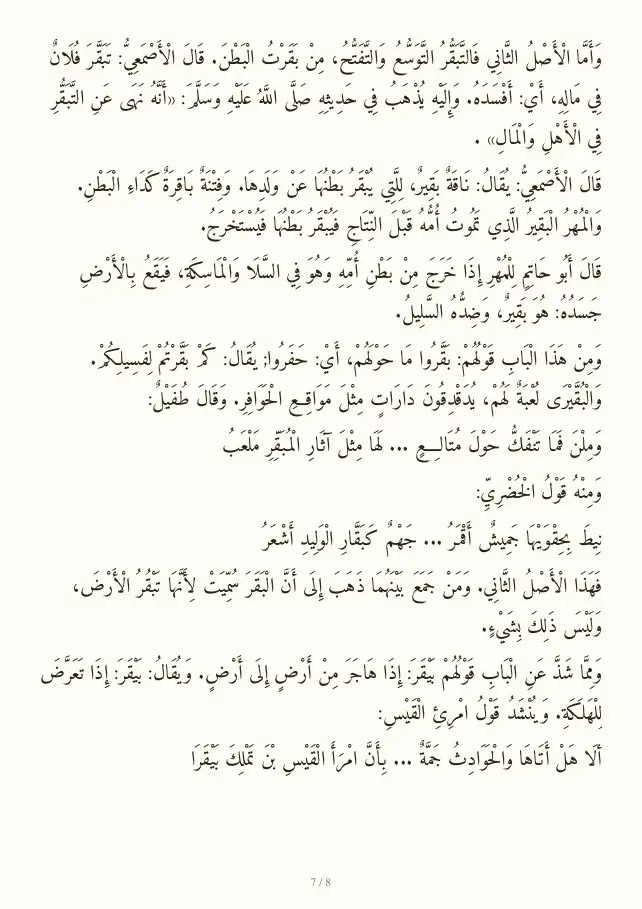 وَأَمَّا الْأَصْلُ الثَّانِي فَالتَّبَقُّرُ التَّوَسُّعُ وَالتَّفَتُّحُ، مِنْ بَقَرْتُ الْبَطْنَ. قَالَ الْأَصْمَعِيُّ: تَبَقَّرَ فُلَانٌ
فِي مَالِهِ، أَيْ: أَفْسَدَهُ. وَإِلَيْهِ يُذْهَبُ فِي حَدِيثِهِ صَلَّى اللَّهُ عَلَيْهِ وَسَلَّمَ: «أَنَّهُ نَهَى عَنِ التَّبَقُّرِ
فِي الْأَهْلِ وَالْمَالِ» .
قَالَ الْأَصْمَعِيُّ: يُقَالُ: نَاقَةٌ بَقِيرٌ، لِلَّتِي يُبْقَرُ بَطْنُهَا عَنْ وَلَدِهَا. وَفِتْنَةٌ بَاقِرَةٌ كَدَاءِ الْبَطْنِ.
وَالْمُهْرُ الْبَقِيرُ الَّذِي تَمُوتُ أُمُّهُ قَبْلَ النِّتَاجِ فَيُبْقَرُ بَطْنُهَا فَيُسْتَخْرَجُ.
قَالَ أَبُو حَاتِمٍ لِلْمُهْرِ إِذَا خَرَجَ مِنْ بَطْنِ أُمِّهِ وَهُوَ فِي السَّلَا وَالْمَاسِكَةِ، فَيَقَعُ بِالْأَرْضِ
جَسَدُهُ: هُوَ بَقِيرٌ، وَضِدُّهُ السَّلِيلُ.
وَمِنْ هَذَا الْبَابِ قَوْلُهُمْ: بَقَّرُوا مَا حَوْلَهُمْ، أَيْ: حَفَرُوا; يُقَالُ: كَمْ بَقَّرْتُمْ لِفَسِيلِكُمْ.
وَالْبُقَّيْرَى لُعْبَةٌ لَهُمْ، يُدَقْدِقُونَ دَارَاتٍ مِثْلَ مَوَاقِعِ الْحَوَافِرِ. وَقَالَ طُفَيْلٌ:
وَمِلْنَ فَمَا تَنْفَكُّ حَوْلَ مُتَالِعٍ ... لَهَا مِثْلَ آثَارِ الْمُبَقِّرِ مَلْعَبُ
وَمِنْهُ قَوْلُ الْخُضْرِيِّ:
نِيطَ بِحِقْوَيْهَا جَمِيشٌ أَقْمَرُ ... جَهْمٌ كَبَقَّارِ الْوَلِيدِ أَشْعَرُ
فَهَذَا الْأَصْلُ الثَّانِي. وَمَنْ جَمَعَ بَيْنَهُمَا ذَهَبَ إِلَى أَنَّ الْبَقَرَ سُمِّيَتْ لِأَنَّهَا تَبْقُرُ الْأَرْضَ،
وَلَيْسَ ذَلِكَ بِشَيْءٍ.
وَمِمَّا شَذَّ عَنِ الْبَابِ قَوْلُهُمْ بَيْقَرَ: إِذَا هَاجَرَ مِنْ أَرْضٍ إِلَى أَرْضٍ. وَيُقَالُ: بَيْقَرَ: إِذَا تَعَرَّضَ
لِلْهَلَكَةِ. وَيُنْشَدُ قَوْلُ امْرِئِ الْقَيْسِ:
أَلَا هَلْ أَتَاهَا وَالْحَوَادِثُ جَمَّةٌ ... بِأَنَّ امْرَأَ الْقَيْسِ بْنَ تَمْلِكَ بَيْقَرَا
7 / 8